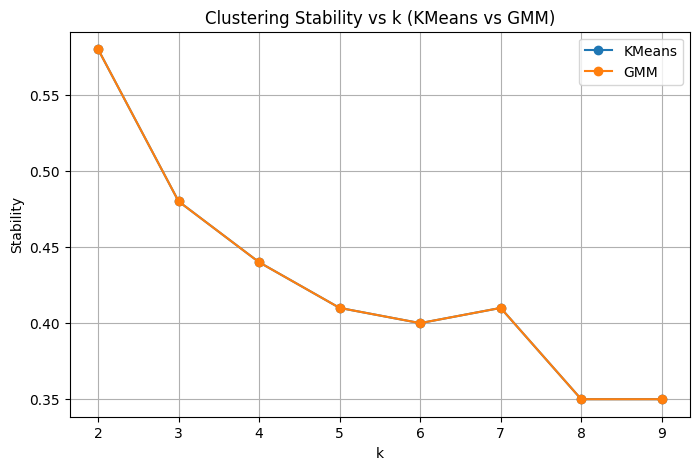 Clustering Stability vs k (KMeans vs GMM)
KMeans
GMM
0.55
0.50
0.45
0.40
0.35
Stability
2 3 4 5 6 7 8 9
k